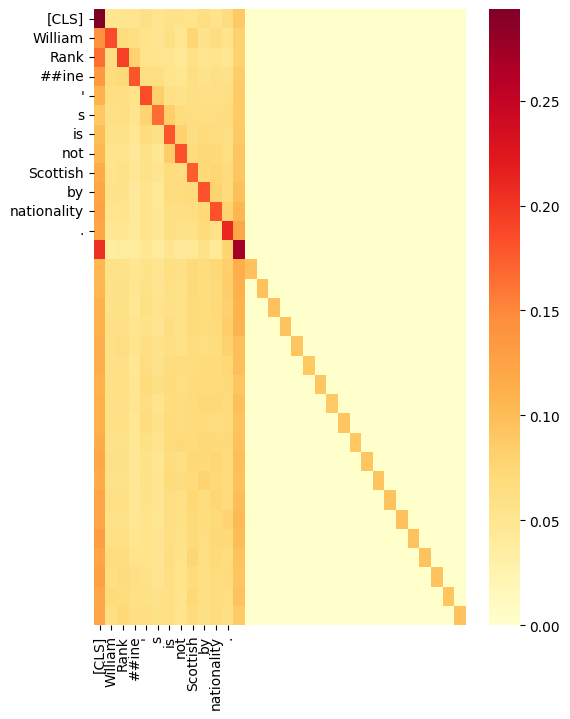 [CLS]
William
Rank
##ine
'
s
is
not
Scottish
by
nationality
.
0.25
0.20
0.15
0.10
0.05
0.00
[CLS]
William
Rank
##ine
'
s
is
not
Scottish
by
nationality
.